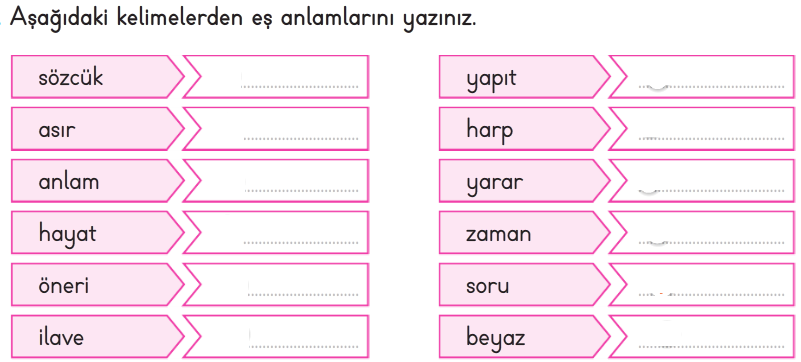 Aşağıdaki kelimelerden eş anlamlarını yazınız.
sözcük
asır
anlam
hayat
öneri
ilave
yapıt
harp
yarar
zaman
soru
beyaz